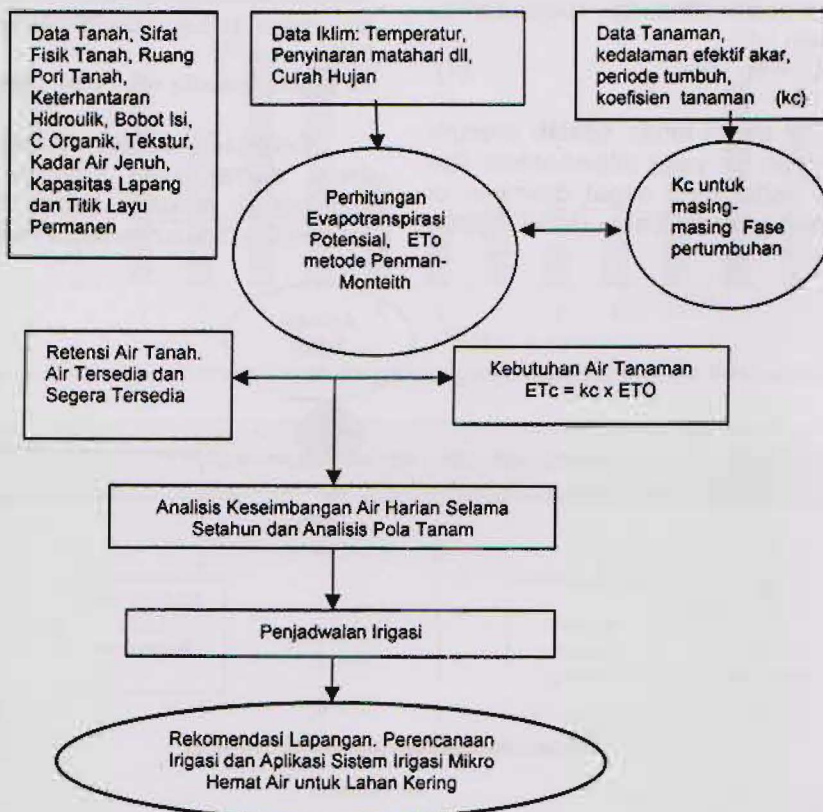 Data Tanah, Sifat
Fisik Tanah, Ruang
Pori Tanah,
Keterhantaran
Hidroulik, Bobot Isi,
C Organik, Tekstur,
Kadar Air Jenuh,
Kapasitas Lapang
dan Titik Layu
Permanen
Data Iklim: Temperatur,
Penyinaran matahari dll,
Curah Hujan
Data Tanaman,
kedalaman efektif akar,
periode tumbuh,
koefisien tanaman (kc)
Perhitungan
Evapotranspirasi
Potensial, ETo
metode Penman-
Monteith
Kc untuk
masing-
masing Fase
pertumbuhan
Retensi Air Tanah.
Air Tersedia dan
Segera Tersedia
Kebutuhan Air Tanaman
ETc = kc x ETO
Analisis Keseimbangan Air Harian Selama
Setahun dan Analisis Pola Tanam
Penjadwalan Irigasi
Rekomendasi Lapangan. Perencanaan
Irigasi dan Aplikasi Sistem Irigasi Mikro
Hemat Air untuk Lahan Kering